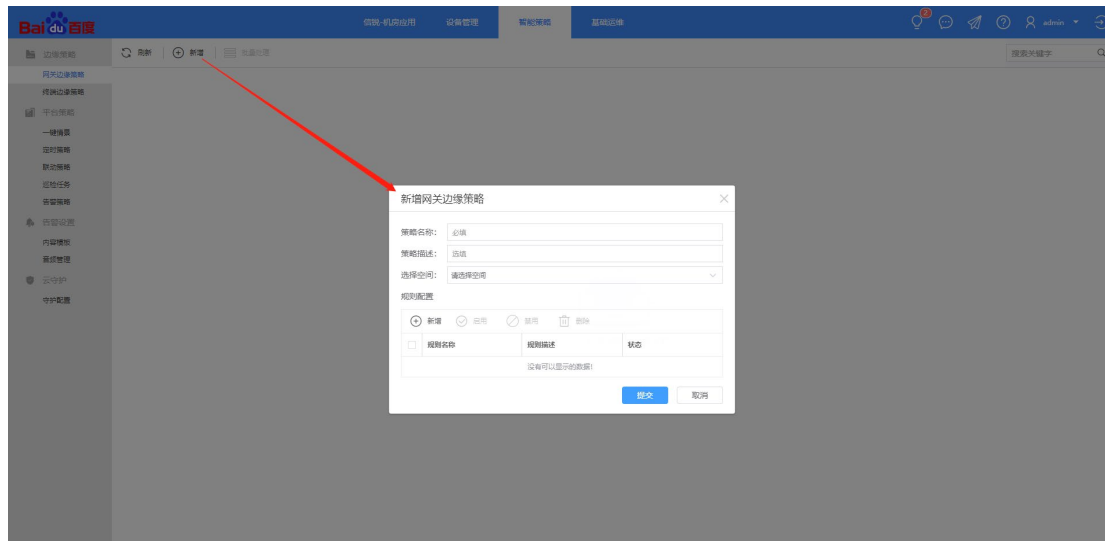 Bai du 百度
信锐-机房应用 设备管理 智能策略 基础运维
admin
边缘策略
刷新 新增 批量处理
搜索关键字
网关边缘策略
终端边缘策略
平台策略
一键情景
定时策略
联动策略
巡检任务
告警策略
告警设置
内容模板
音频管理
云守护
守护配置
新增网关边缘策略
策略名称: 必填
策略描述: 选填
选择空间: 请选择空间
规则配置
新增 启用 禁用 删除
规则名称 规则描述 状态
没有可以显示的数据!
提交 取消